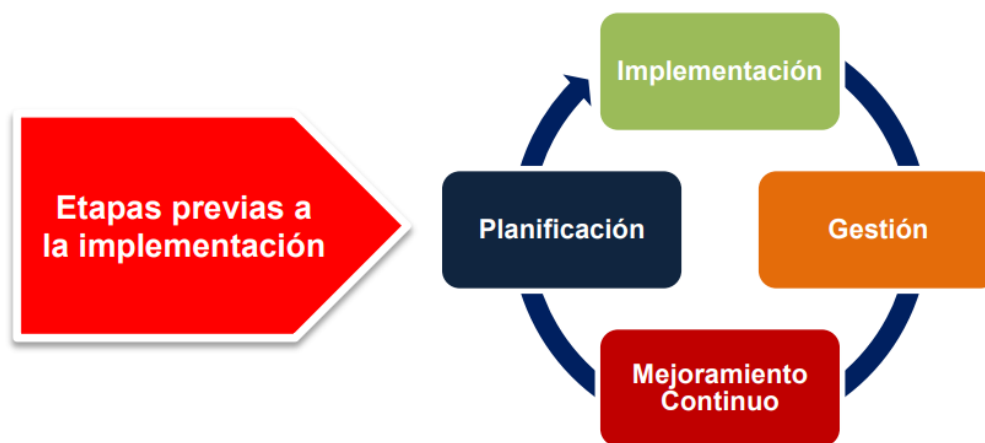 Etapas previas a
la implementación
Implementación
Planificación
Gestión
Mejoramiento
Continuo